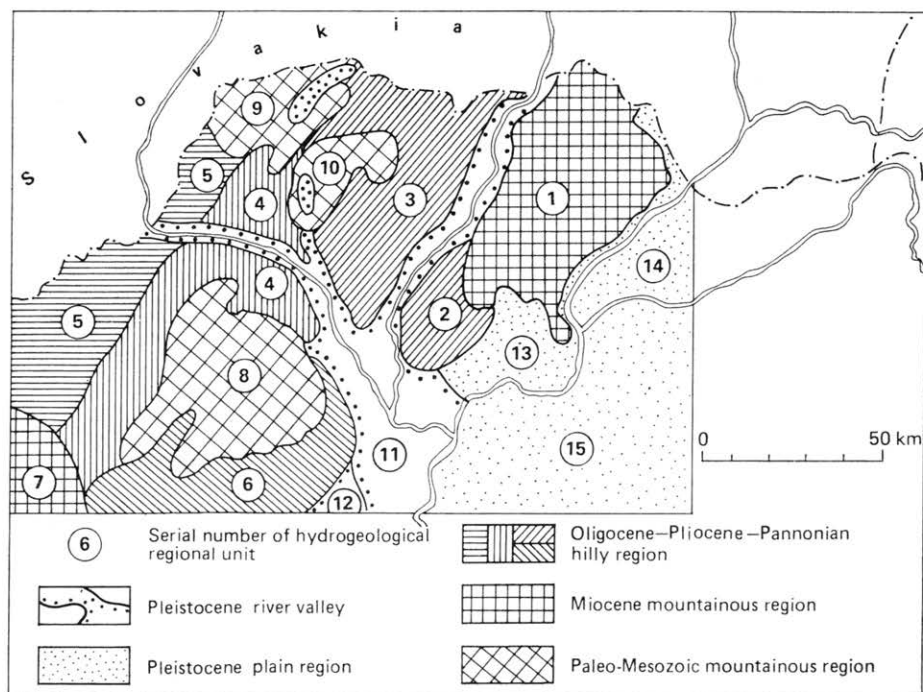 S l o v a k i a
9
5
10
4
3
1
14
4
5
2
13
8
0 50 km
11
15
7
6
12
6 Serial number of hydrogeological
regional unit
Pleistocene river valley
Pleistocene plain region
Oligocene—Pliocene—Pannonian
hilly region
Miocene mountainous region
Paleo-Mesozoic mountainous region